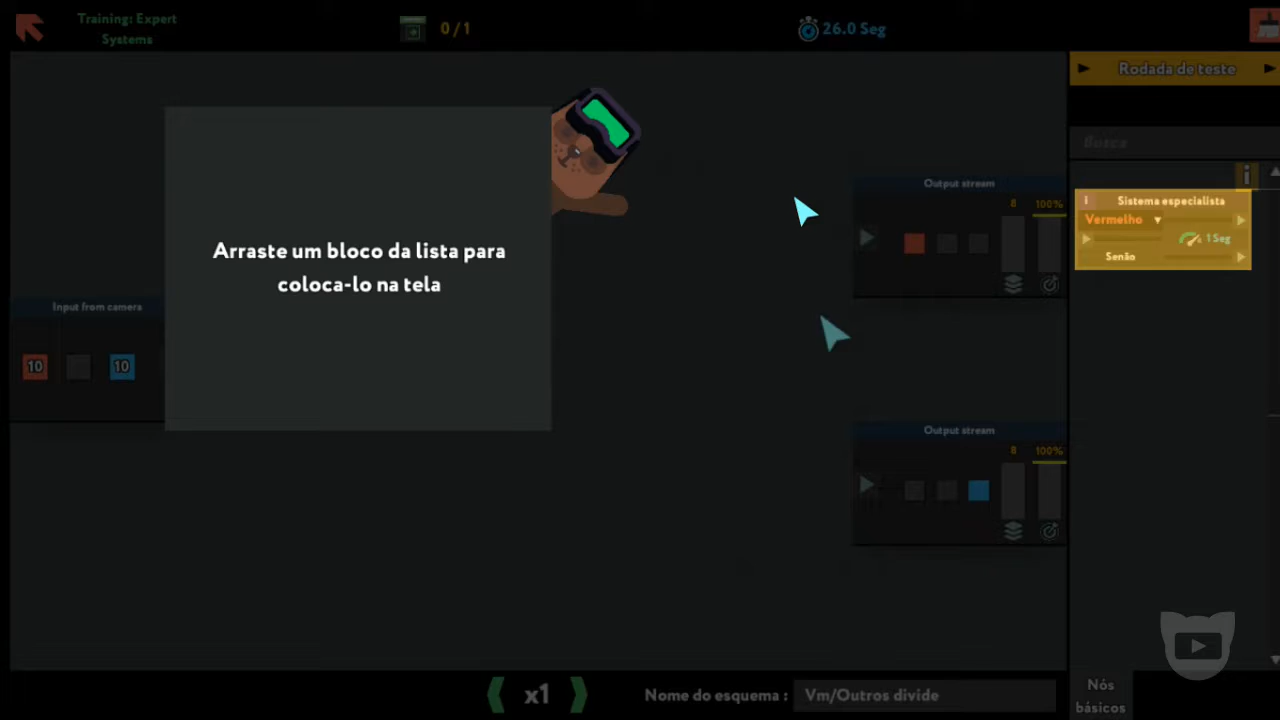 Training: Expert
Systems
0 / 1
26.0 Seg
Rodada de teste
Busca
i
i
Sistema especialista
Vermelho
1 Seg
Senão
Arraste um bloco da lista para
coloca-lo na tela
Input from camera
10
10
Output stream
8
100%
Output stream
8
100%
x1
Nome do esquema :
Vm/Outros divide
Nós
básicos